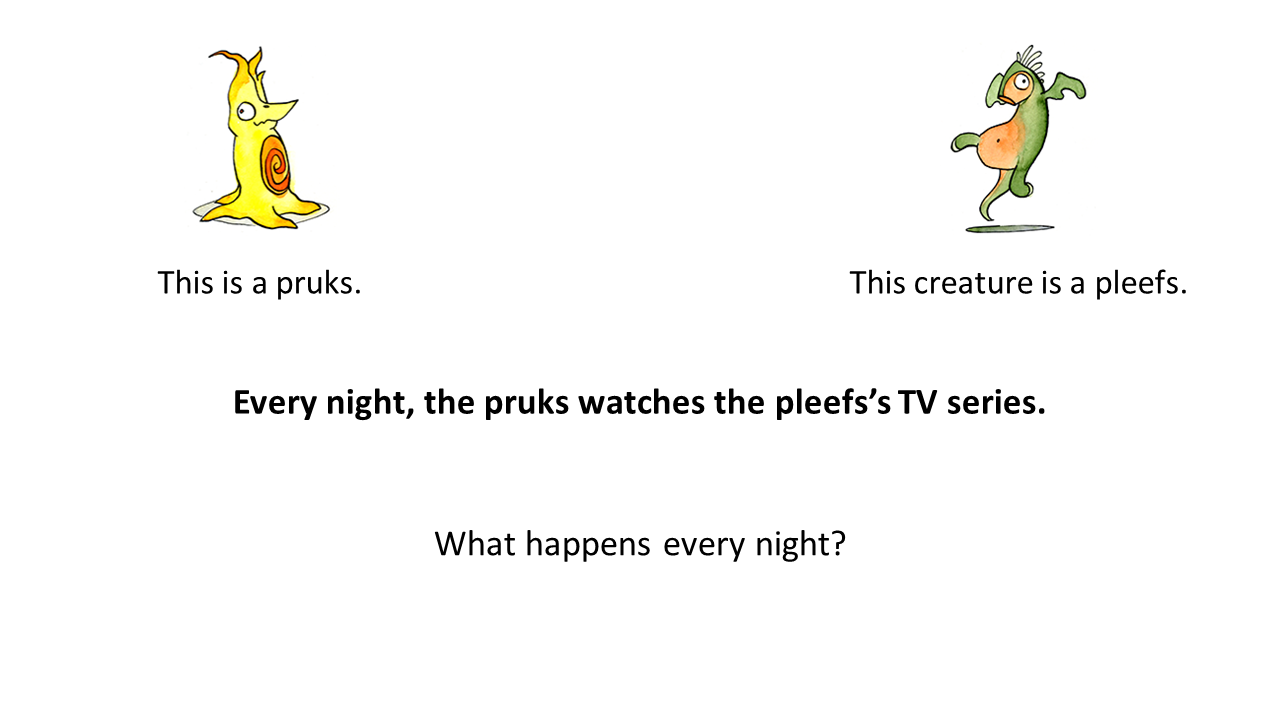 This is a pruks.
This creature is a pleefs.
Every night, the pruks watches the pleefs’s TV series.
What happens every night?